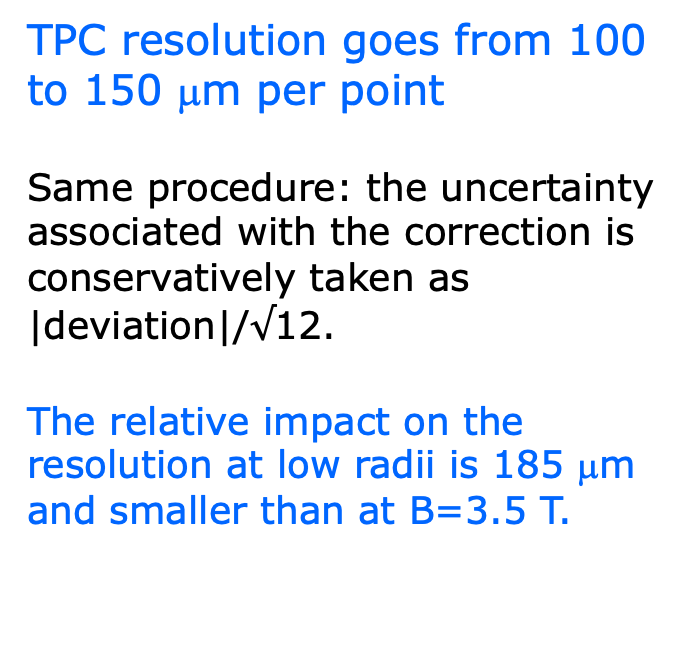 TPC resolution goes from 100
to 150 μm per point
Same procedure: the uncertainty
associated with the correction is
conservatively taken as
|deviation|/√12.
The relative impact on the
resolution at low radii is 185 μm
and smaller than at B=3.5 T.